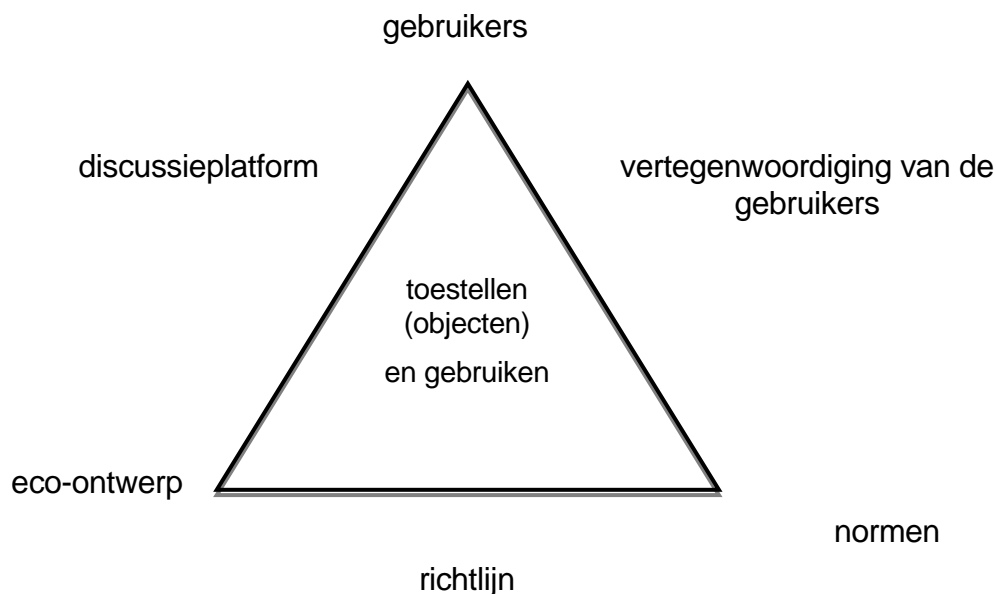 gebruikers
discussieplatform
vertegenwoordiging van de
gebruikers
toestellen
(objecten)
en gebruiken
eco-ontwerp
normen
richtlijn